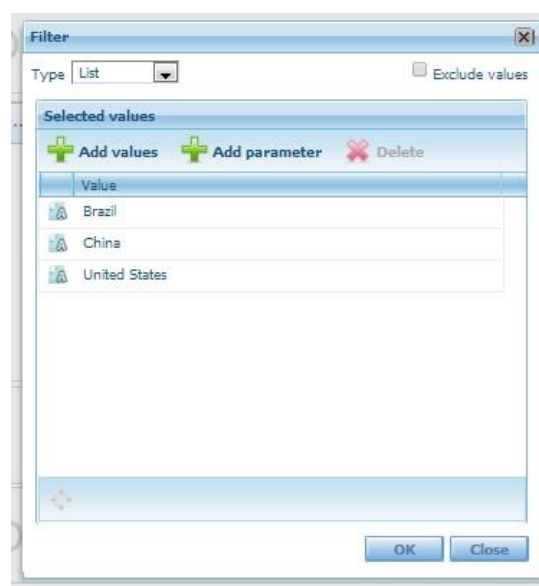 Filter
Type List Exclude values
Selected values
Add values Add parameter Delete
Value
Brazil
China
United States
OK Close